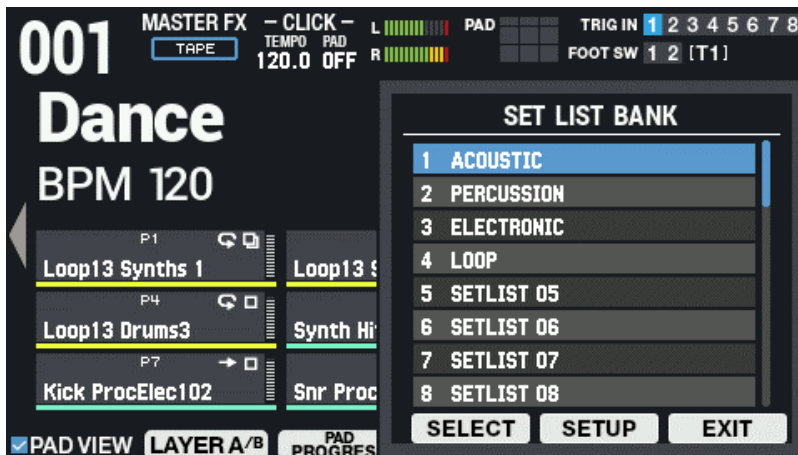 001
MASTER FX
TAPE
– CLICK –
TEMPO PAD
120.0 OFF
L
R
PAD
TRIG IN 1 2 3 4 5 6 7 8
FOOT SW 1 2 [T1]
Dance
BPM 120
P1
Loop13 Synths 1
Loop13
P4
Loop13 Drums3
Synth Hi
P7
Kick ProcElec102
Snr Proc
PAD VIEW
LAYER A/B
PAD
PROGRES
SET LIST BANK
1 ACOUSTIC
2 PERCUSSION
3 ELECTRONIC
4 LOOP
5 SETLIST 05
6 SETLIST 06
7 SETLIST 07
8 SETLIST 08
SELECT
SETUP
EXIT